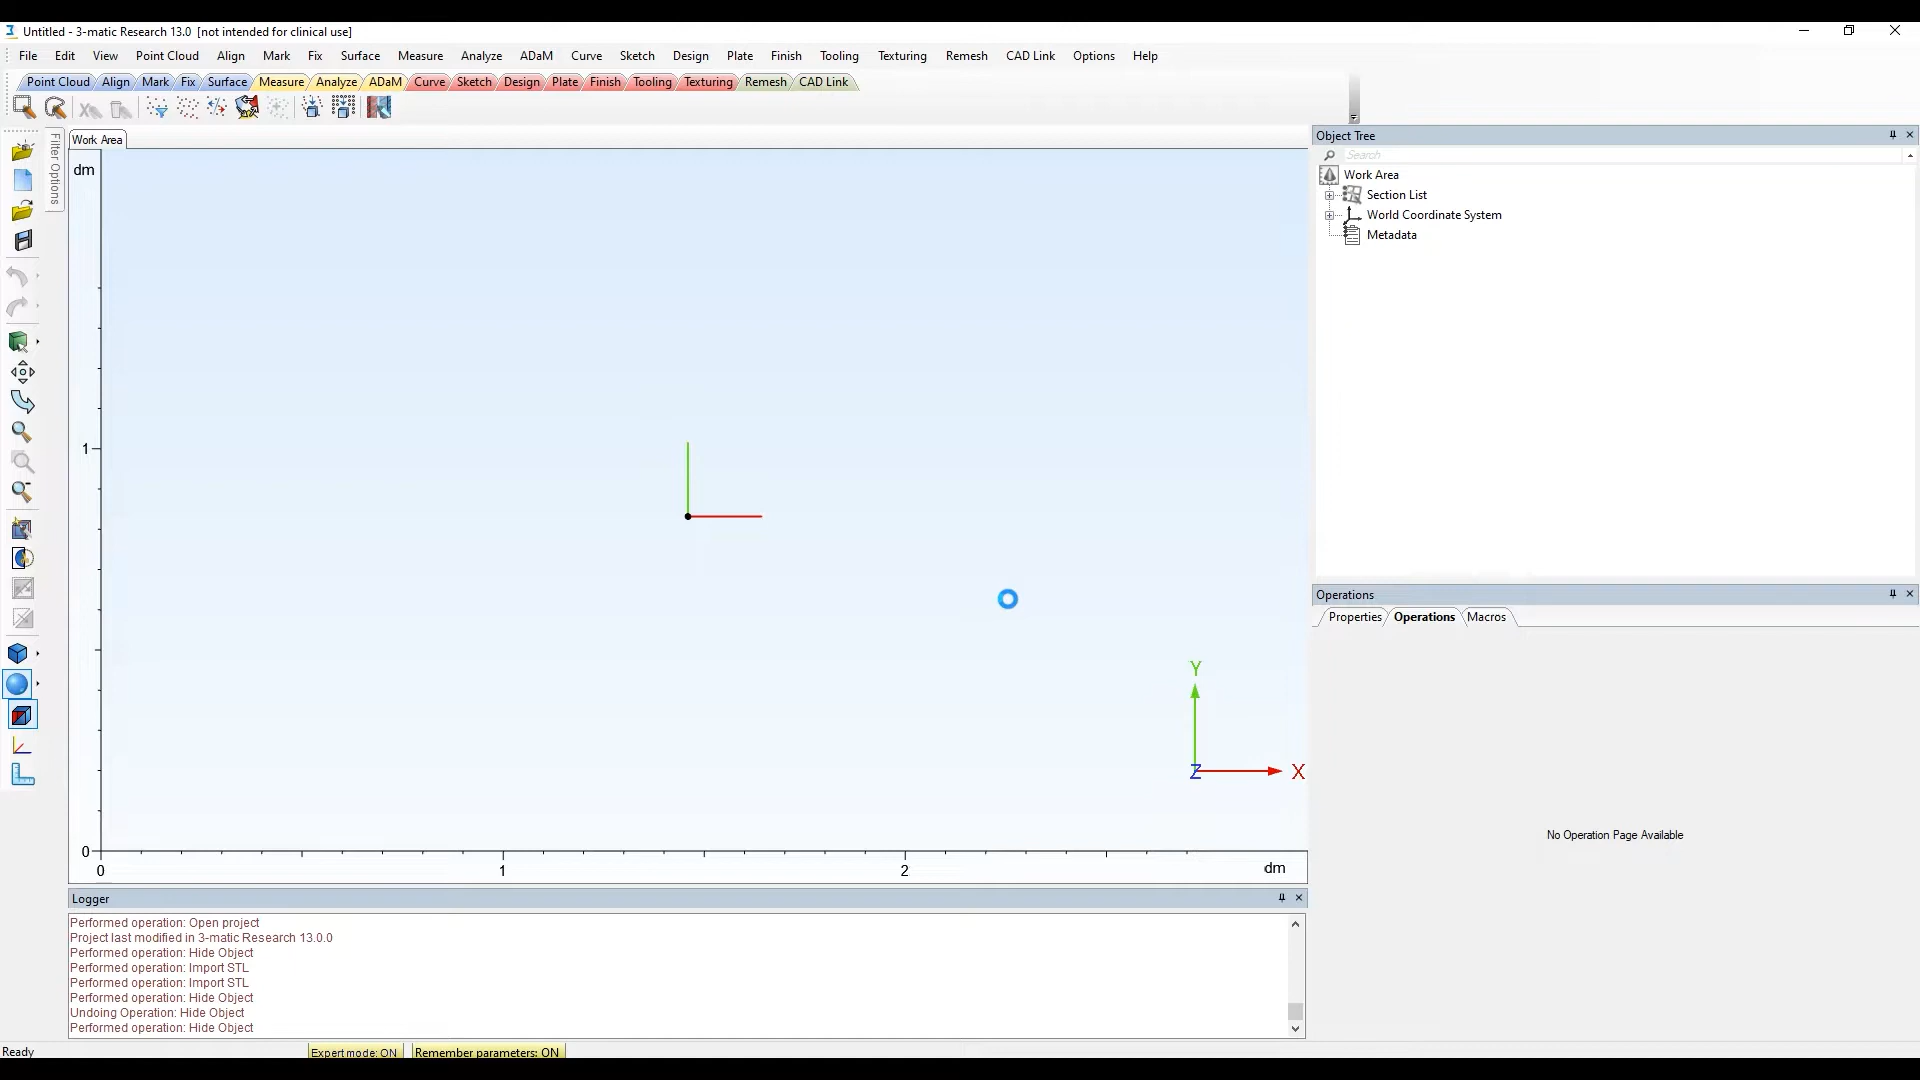 Untitled - 3-matic Research 13.0 [not intended for clinical use]
File Edit View Point Cloud Align Mark Fix Surface Measure Analyze ADaM Curve Sketch Design Plate Finish Tooling Texturing Remesh CAD Link Options Help
Point Cloud Align Mark Fix Surface Measure Analyze ADaM Curve Sketch Design Plate Finish Tooling Texturing Remesh CAD Link
Filter Options
Work Area
dm
1
0
0 1 2 dm
Y
Z X
Object Tree
Search
Work Area
Section List
World Coordinate System
Metadata
Operations
Properties Operations Macros
No Operation Page Available
Logger
Performed operation: Open project
Project last modified in 3-matic Research 13.0.0
Performed operation: Hide Object
Performed operation: Import STL
Performed operation: Import STL
Performed operation: Hide Object
Undoing Operation: Hide Object
Performed operation: Hide Object
Ready Expert mode: ON Remember parameters: ON